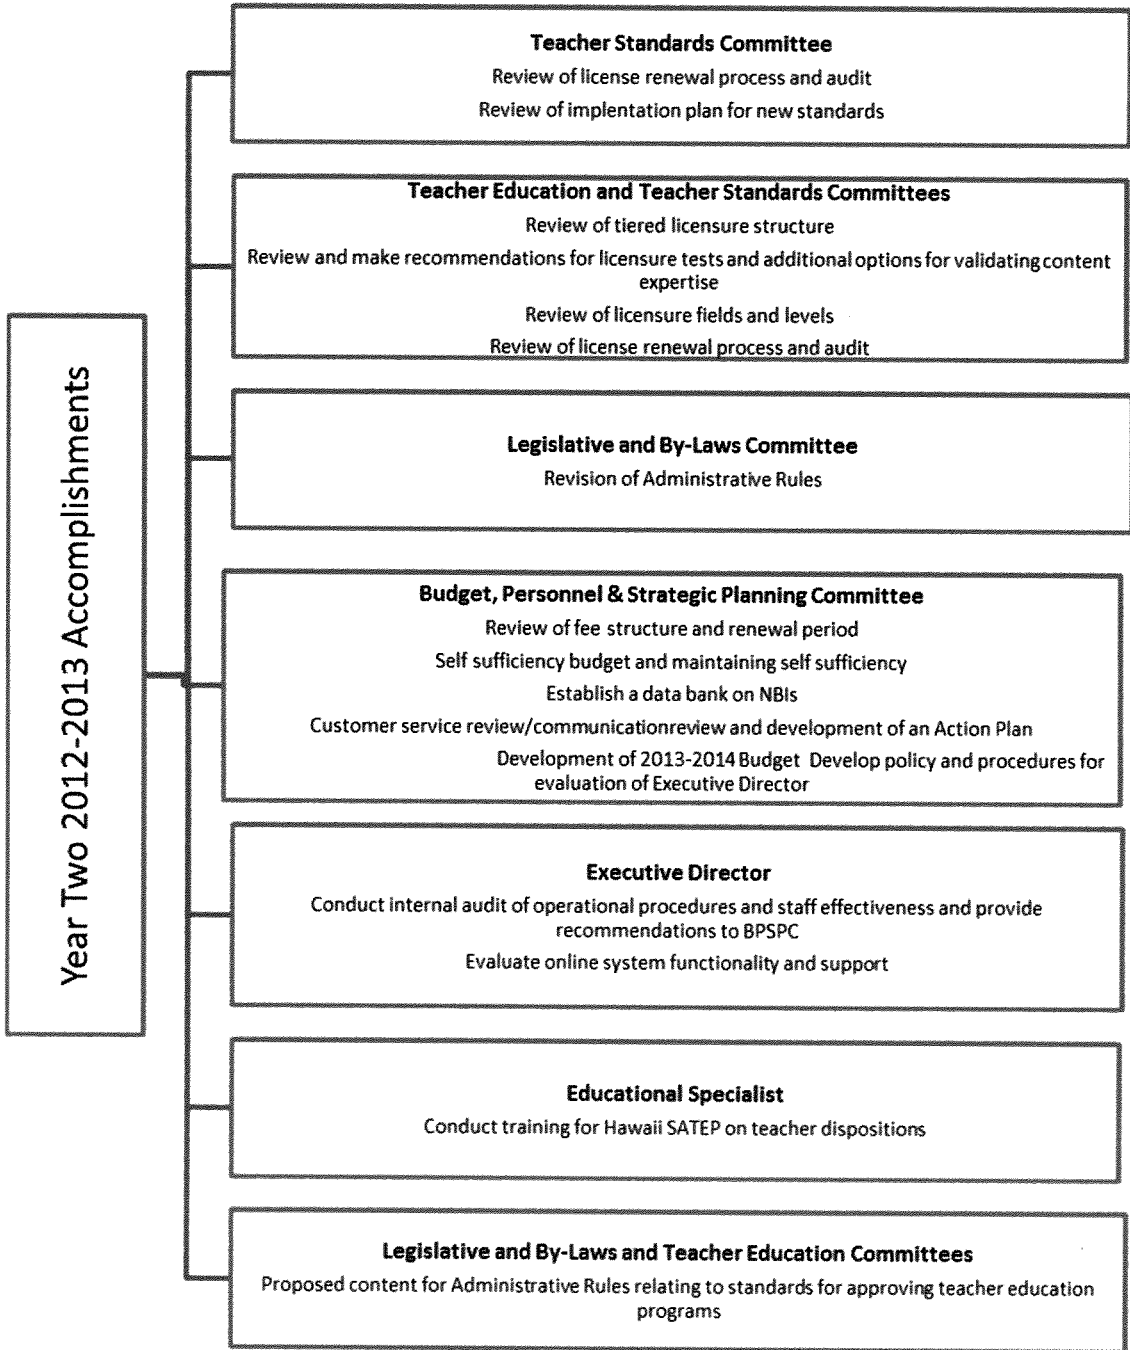 Year Two 2012-2013 Accomplishments
Teacher Standards Committee
Review of license renewal process and audit
Review of implentation plan for new standards
Teacher Education and Teacher Standards Committees
Review of tiered licensure structure
Review and make recommendations for licensure tests and additional options for validating content
expertise
Review of licensure fields and levels
Review of license renewal process and audit
Legislative and By-Laws Committee
Revision of Administrative Rules
Budget, Personnel & Strategic Planning Committee
Review of fee structure and renewal period
Self sufficiency budget and maintaining self sufficiency
Establish a data bank on NBIs
Customer service review/communicationreview and development of an Action Plan
Development of 2013-2014 Budget Develop policy and procedures for
evaluation of Executive Director
Executive Director
Conduct internal audit of operational procedures and staff effectiveness and provide
recommendations to BPSPC
Evaluate online system functionality and support
Educational Specialist
Conduct training for Hawaii SATEP on teacher dispositions
Legislative and By-Laws and Teacher Education Committees
Proposed content for Administrative Rules relating to standards for approving teacher education
programs